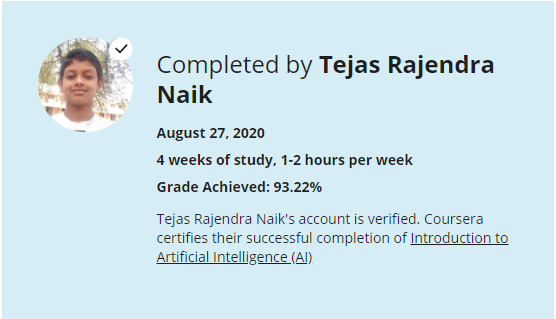 Completed by Tejas Rajendra
Naik
August 27, 2020
4 weeks of study, 1-2 hours per week
Grade Achieved: 93.22%
Tejas Rajendra Naik's account is verified. Coursera
certifies their successful completion of Introduction to
Artificial Intelligence (AI)